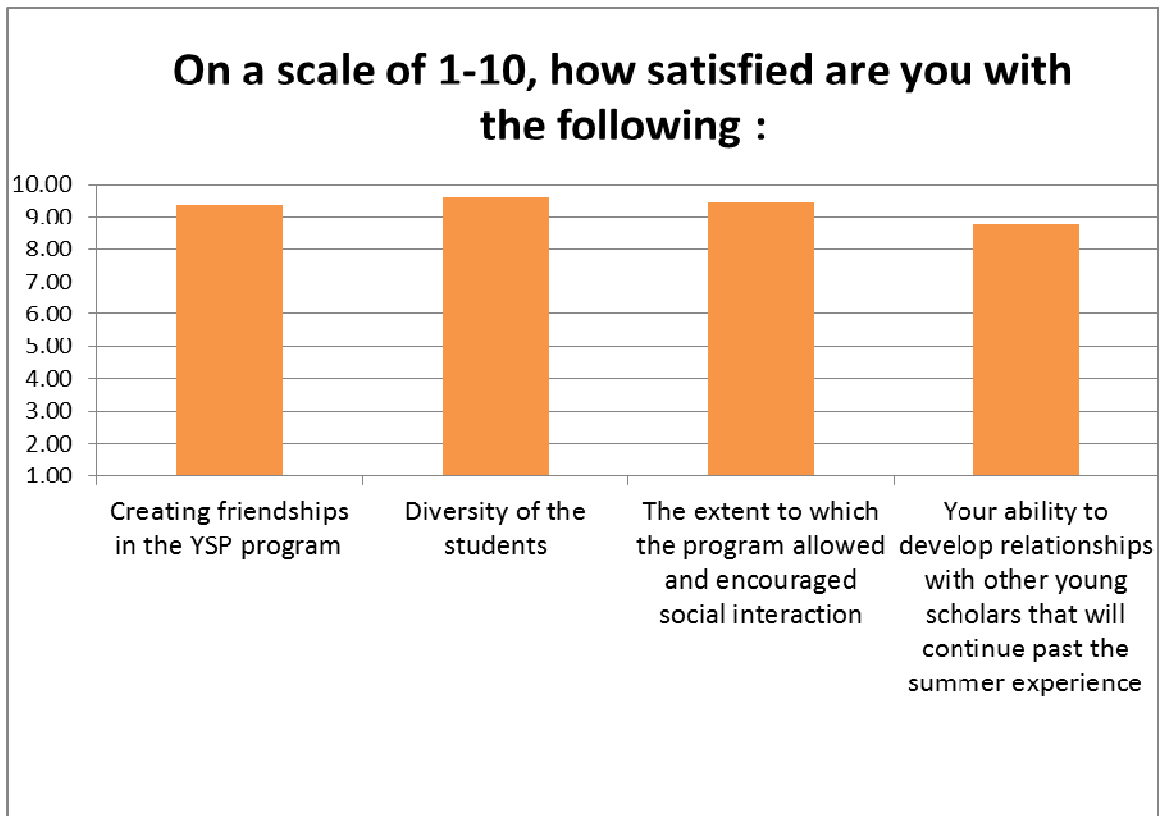 On a scale of 1-10, how satisfied are you with
the following :
10.00
9.00
8.00
7.00
6.00
5.00
4.00
3.00
2.00
1.00
Creating friendships
in the YSP program
Diversity of the
students
The extent to which
the program allowed
and encouraged
social interaction
Your ability to
develop relationships
with other young
scholars that will
continue past the
summer experience